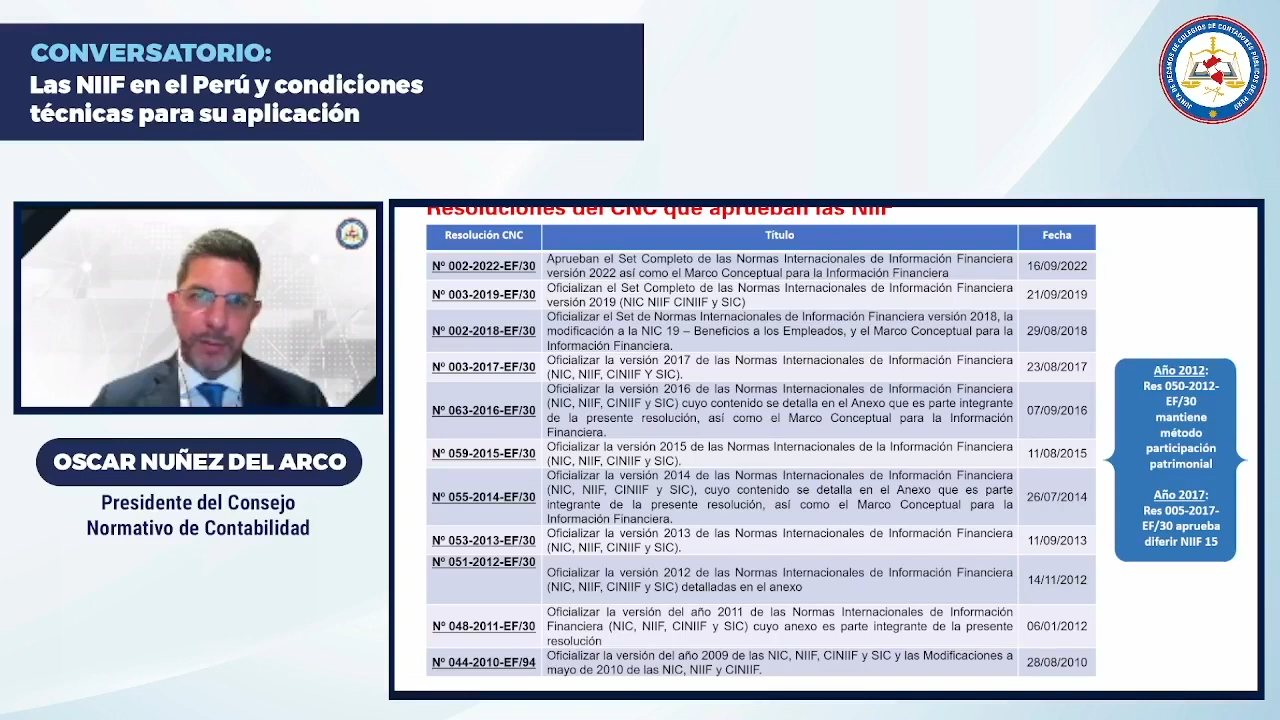 CONVERSATORIO:
Las NIIF en el Perú y condiciones
técnicas para su aplicación
JUNTA DE DECANOS DE COLEGIOS DE CONTADORES PÚBLICOS DEL PERÚ
OSCAR NUÑEZ DEL ARCO
Presidente del Consejo
Normativo de Contabilidad
Resoluciones del CNC que aprueban las NIIF
Resolución CNC Título Fecha
Nº 002-2022-EF/30 Aprueban el Set Completo de las Normas Internacionales de Información Financiera
versión 2022 así como el Marco Conceptual para la Información Financiera 16/09/2022
Nº 003-2019-EF/30 Oficializan el Set Completo de las Normas Internacionales de Información Financiera
versión 2019 (NIC NIIF CINIIF y SIC) 21/09/2019
Nº 002-2018-EF/30 Oficializar el Set de Normas Internacionales de Información Financiera versión 2018, la
modificación a la NIC 19 – Beneficios a los Empleados, y el Marco Conceptual para la
Información Financiera. 29/08/2018
Nº 003-2017-EF/30 Oficializar la versión 2017 de las Normas Internacionales de Información Financiera
(NIC, NIIF, CINIIF Y SIC). 23/08/2017
Nº 063-2016-EF/30 Oficializar la versión 2016 de las Normas Internacionales de Información Financiera
(NIC, NIIF, CINIIF y SIC) cuyo contenido se detalla en el Anexo que es parte integrante
de la presente resolución, así como el Marco Conceptual para la Información
Financiera. 07/09/2016
Nº 059-2015-EF/30 Oficializar la versión 2015 de las Normas Internacionales de la Información Financiera
(NIC, NIIF, CINIIF y SIC). 11/08/2015
Nº 055-2014-EF/30 Oficializar la versión 2014 de las Normas Internacionales de Información Financiera
(NIC, NIIF, CINIIF y SIC), cuyo contenido se detalla en el Anexo que es parte
integrante de la presente resolución, así como el Marco Conceptual para la
Información Financiera. 26/07/2014
Nº 053-2013-EF/30 Oficializar la versión 2013 de las Normas Internacionales de Información Financiera
(NIC, NIIF, CINIIF y SIC). 11/09/2013
Nº 051-2012-EF/30 Oficializar la versión 2012 de las Normas Internacionales de Información Financiera
(NIC, NIIF, CINIIF y SIC) detalladas en el anexo 14/11/2012
Nº 048-2011-EF/30 Oficializar la versión del año 2011 de las Normas Internacionales de Información
Financiera (NIC, NIIF, CINIIF y SIC) cuyo anexo es parte integrante de la presente
resolución 06/01/2012
Nº 044-2010-EF/94 Oficializar la versión del año 2009 de las NIC, NIIF, CINIIF y SIC y las Modificaciones a
mayo de 2010 de las NIC, NIIF y CINIIF. 28/08/2010
Año 2012:
Res 050-2012-
EF/30
mantiene
método
participación
patrimonial
Año 2017:
Res 005-2017-
EF/30 aprueba
diferir NIIF 15